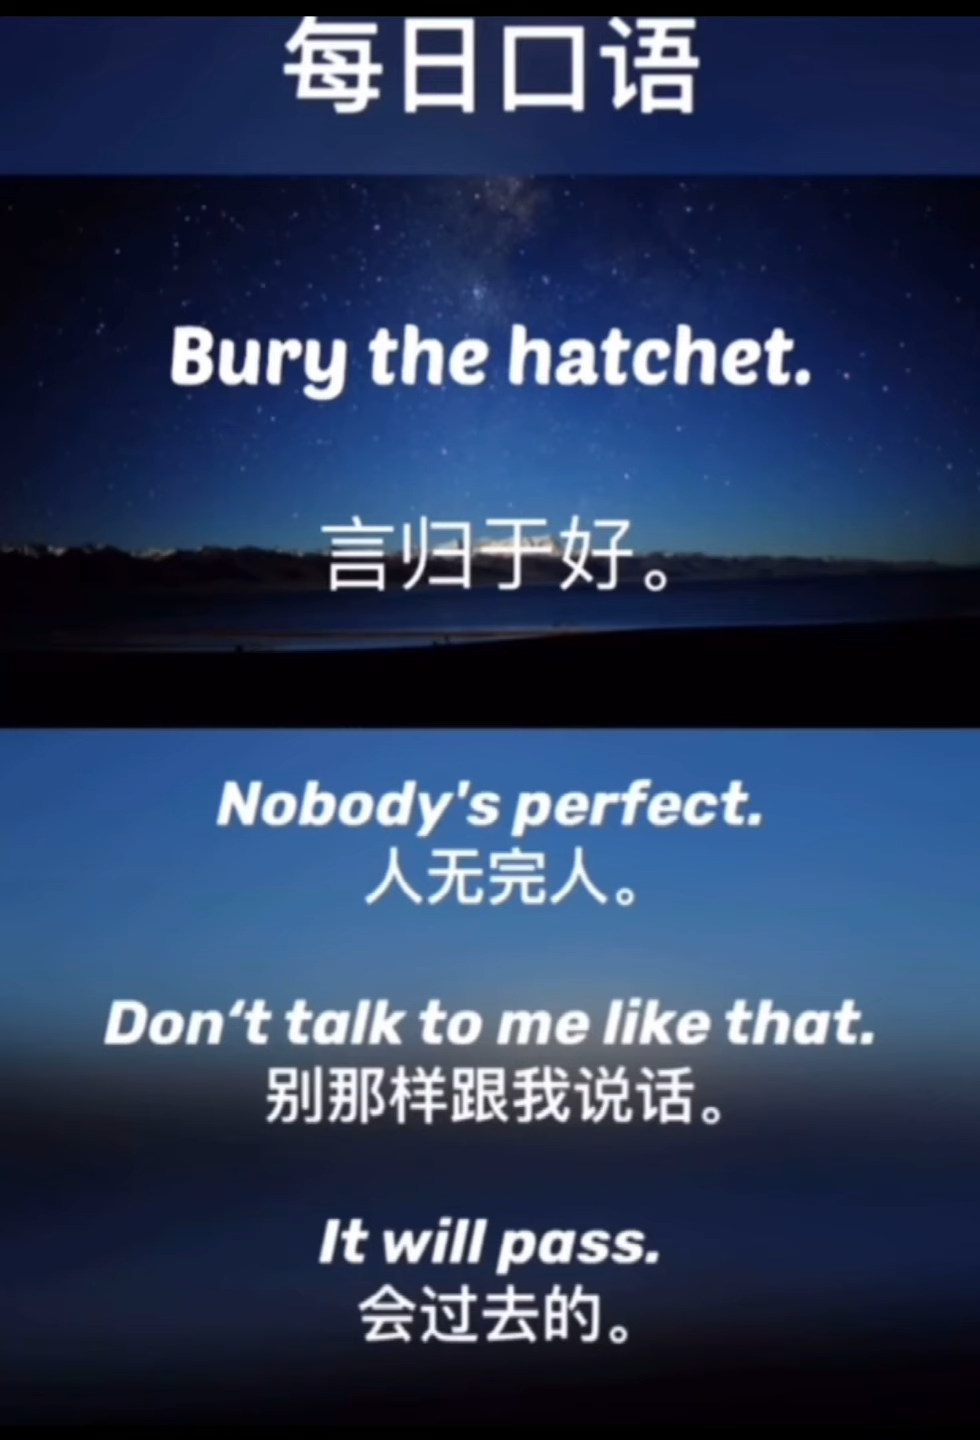 每日口语
Bury the hatchet.
言归于好。
Nobody's perfect.
人无完人。
Don‘t talk to me like that.
别那样跟我说话。
It will pass.
会过去的。